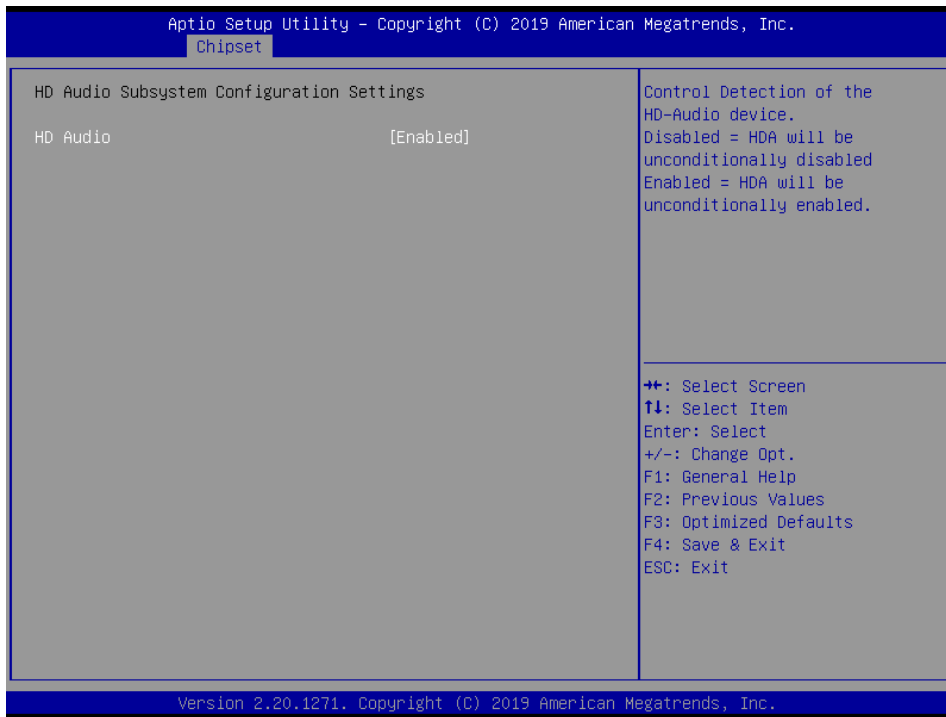 Aptio Setup Utility – Copyright (C) 2019 American Megatrends, Inc.
Chipset
HD Audio Subsystem Configuration Settings
HD Audio [Enabled]
Control Detection of the
HD-Audio device.
Disabled = HDA will be
unconditionally disabled
Enabled = HDA will be
unconditionally enabled.
→←: Select Screen
↑↓: Select Item
Enter: Select
+/-: Change Opt.
F1: General Help
F2: Previous Values
F3: Optimized Defaults
F4: Save & Exit
ESC: Exit
Version 2.20.1271. Copyright (C) 2019 American Megatrends, Inc.